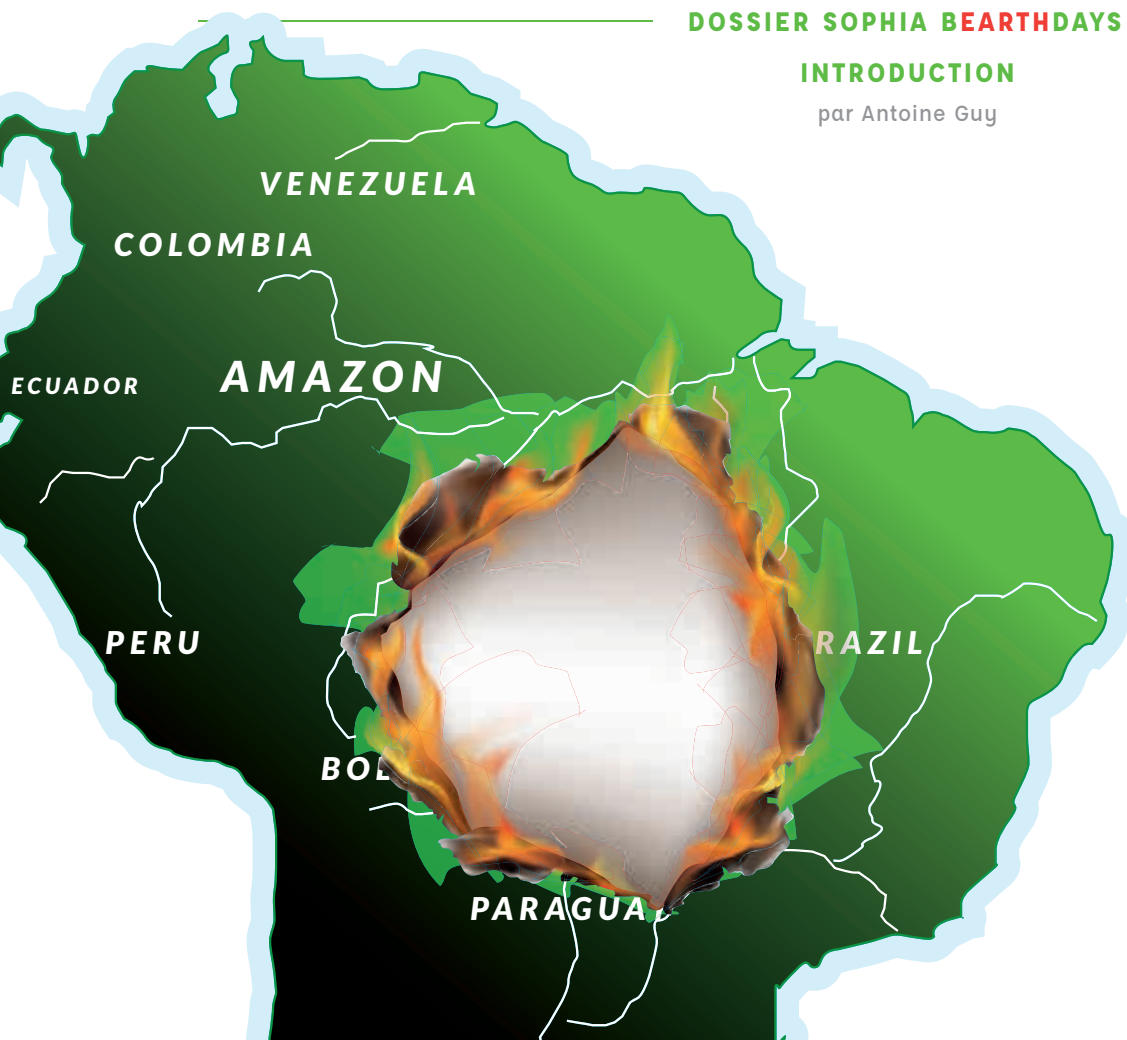 DOSSIER SOPHIA BEARTHDAYS
INTRODUCTION
par Antoine Guy
VENEZUELA
COLOMBIA
AMAZON
ECUADOR
PERU
RAZIL
BOL
PARAGUA